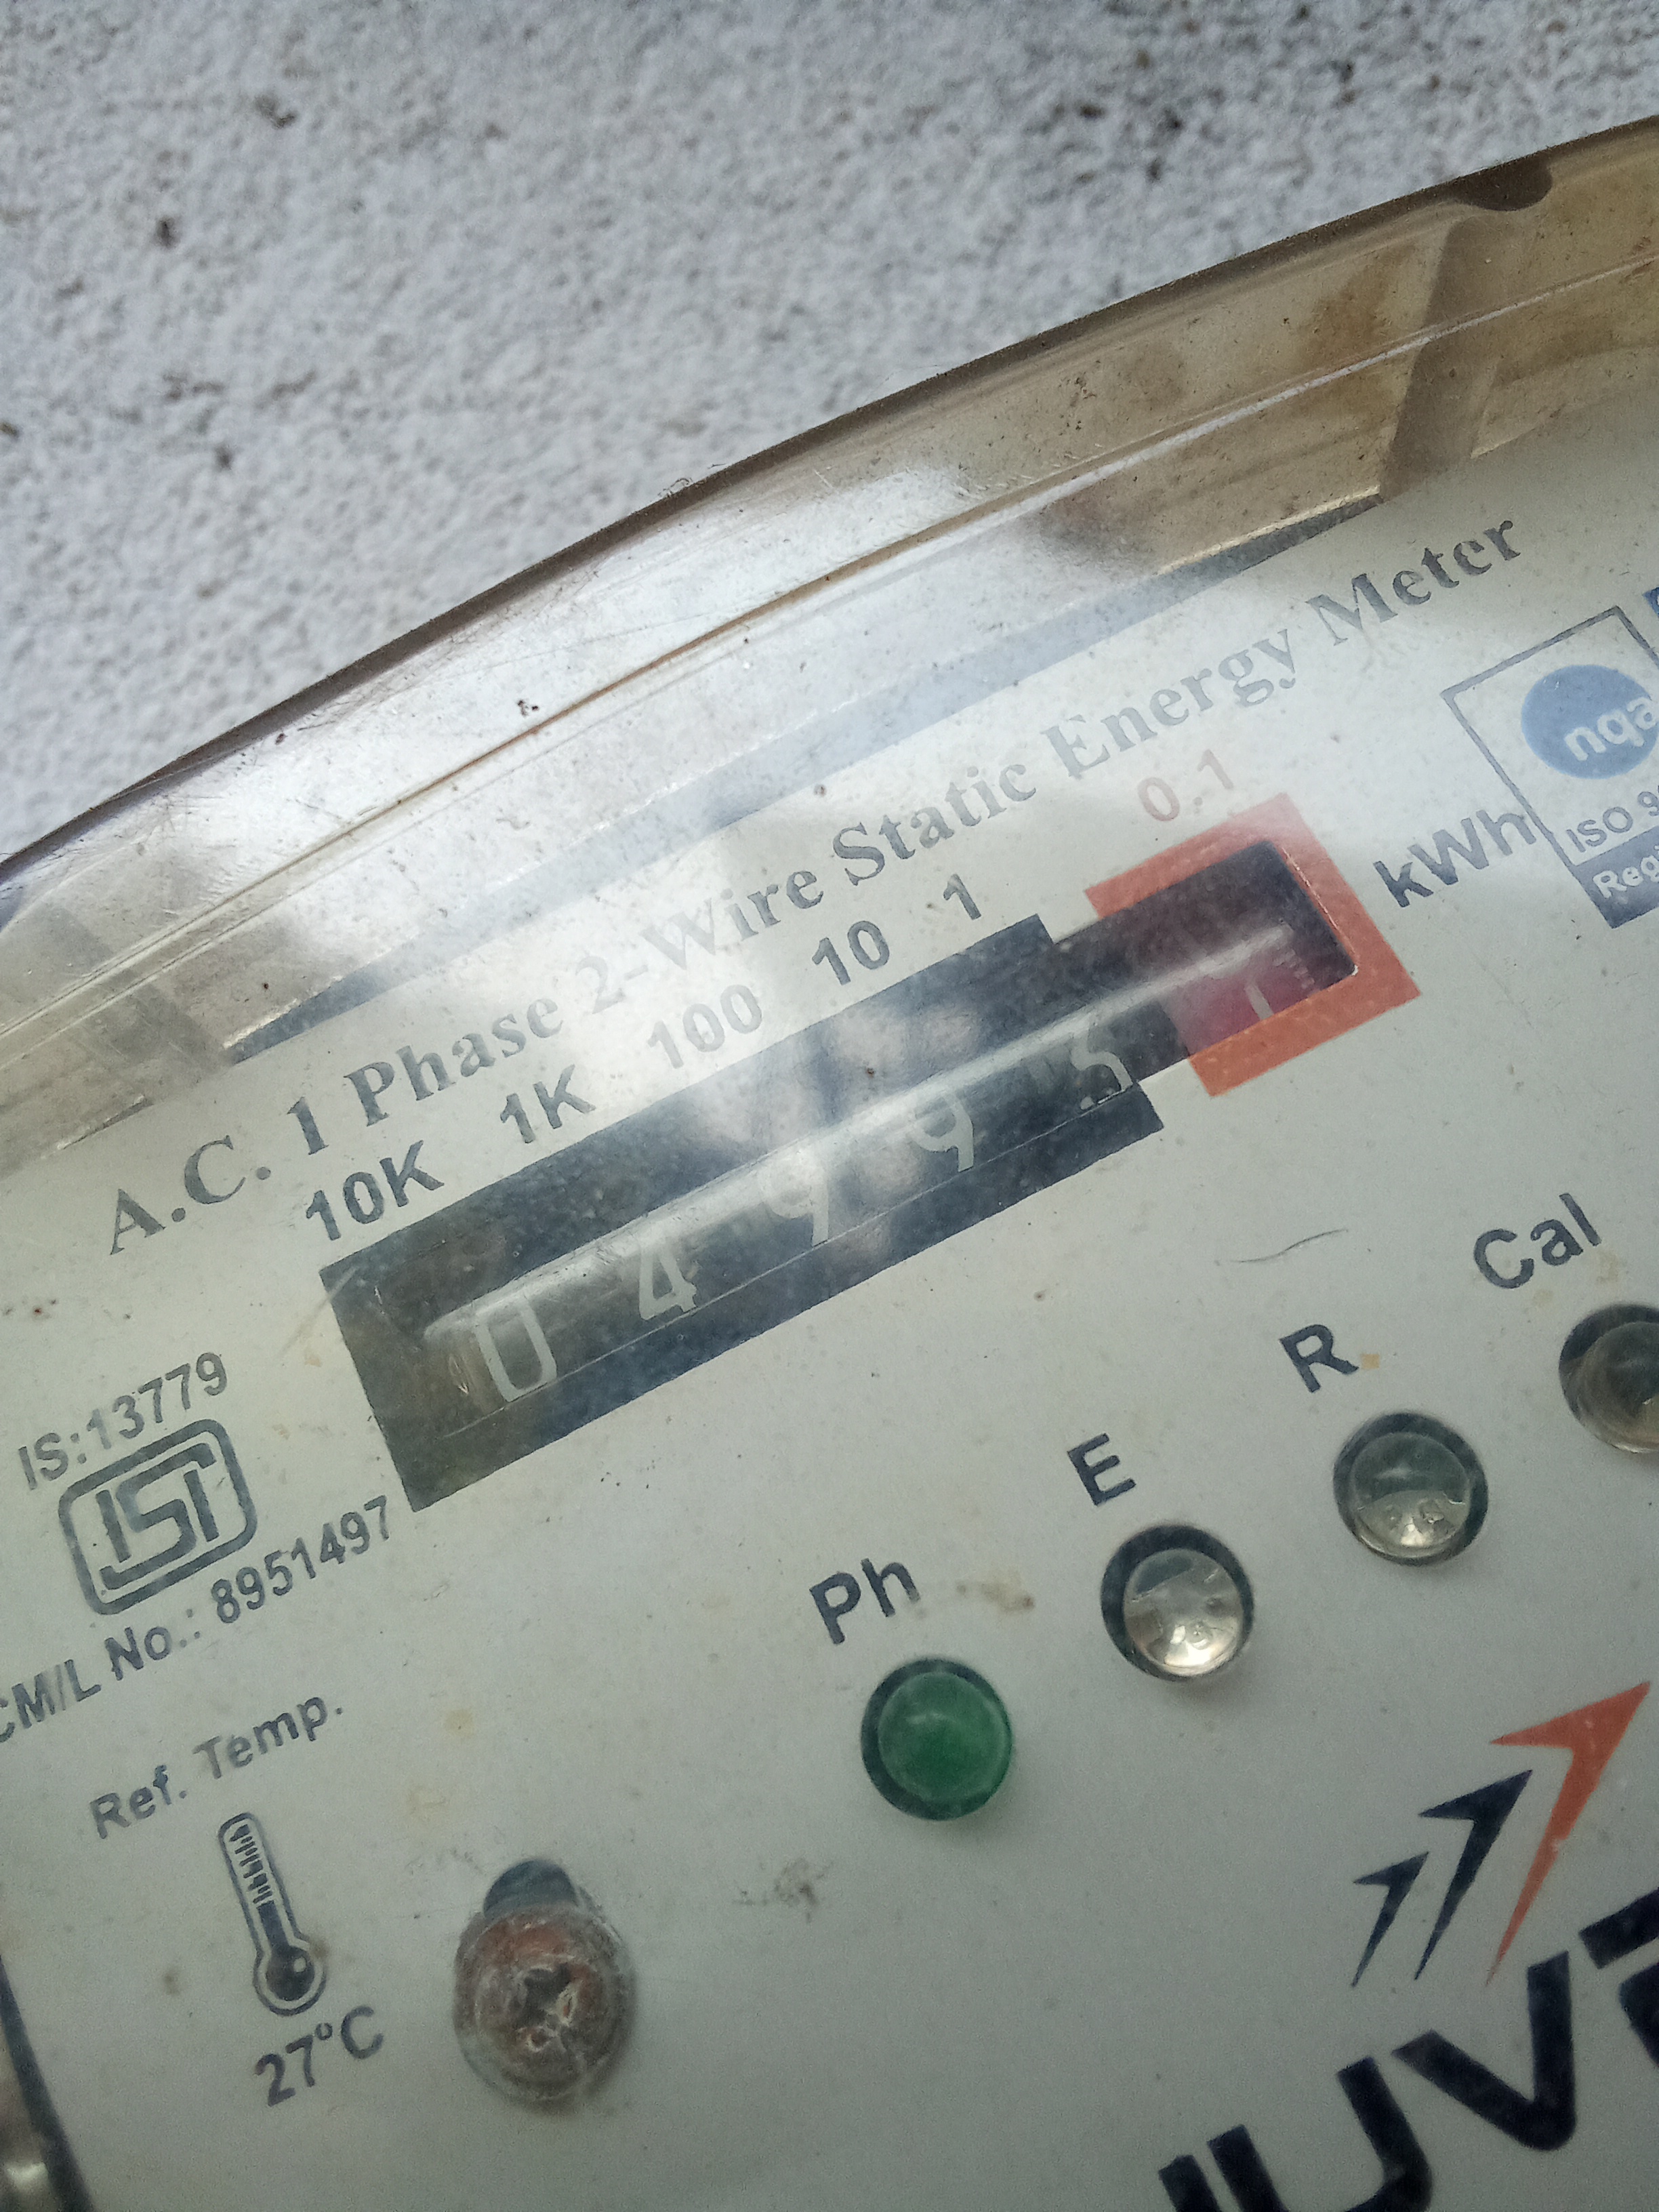 A.C. 1 Phase 2-Wire Static Energy Meter
10K 1K 100 10 1 0.1
0 4 9 9 1
kWh
nqa
IS:13779
ISI
CM/L No.: 8951497
Ref. Temp.
27°C
Ph E R Cal